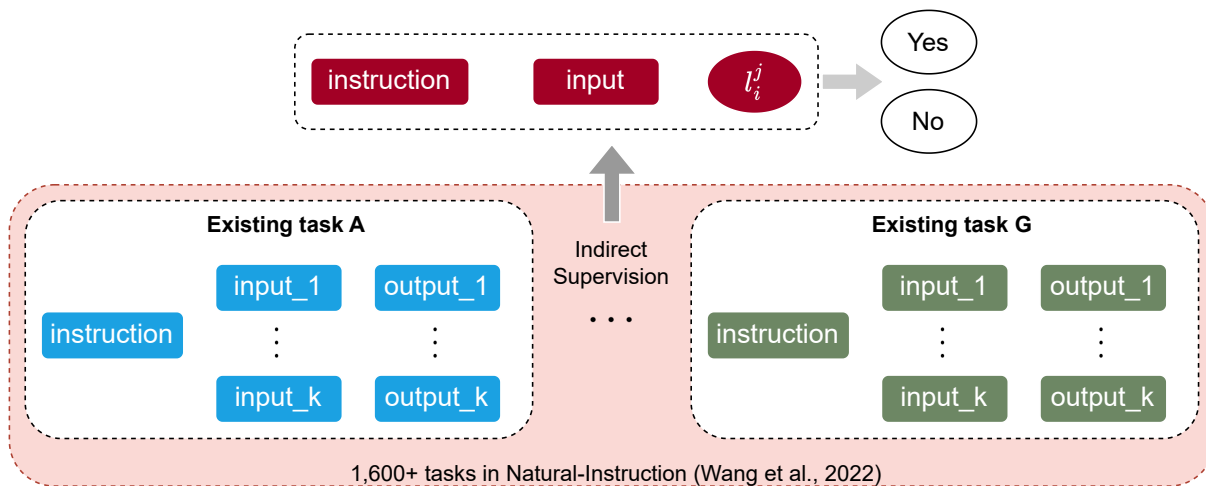 Yes
instruction input $l_i^j$
No
Existing task A
Existing task G
Indirect
Supervision
input_1 output_1
input_1 output_1
instruction
⋮ ⋮
. . .
instruction
⋮ ⋮
input_k output_k
input_k output_k
1,600+ tasks in Natural-Instruction (Wang et al., 2022)